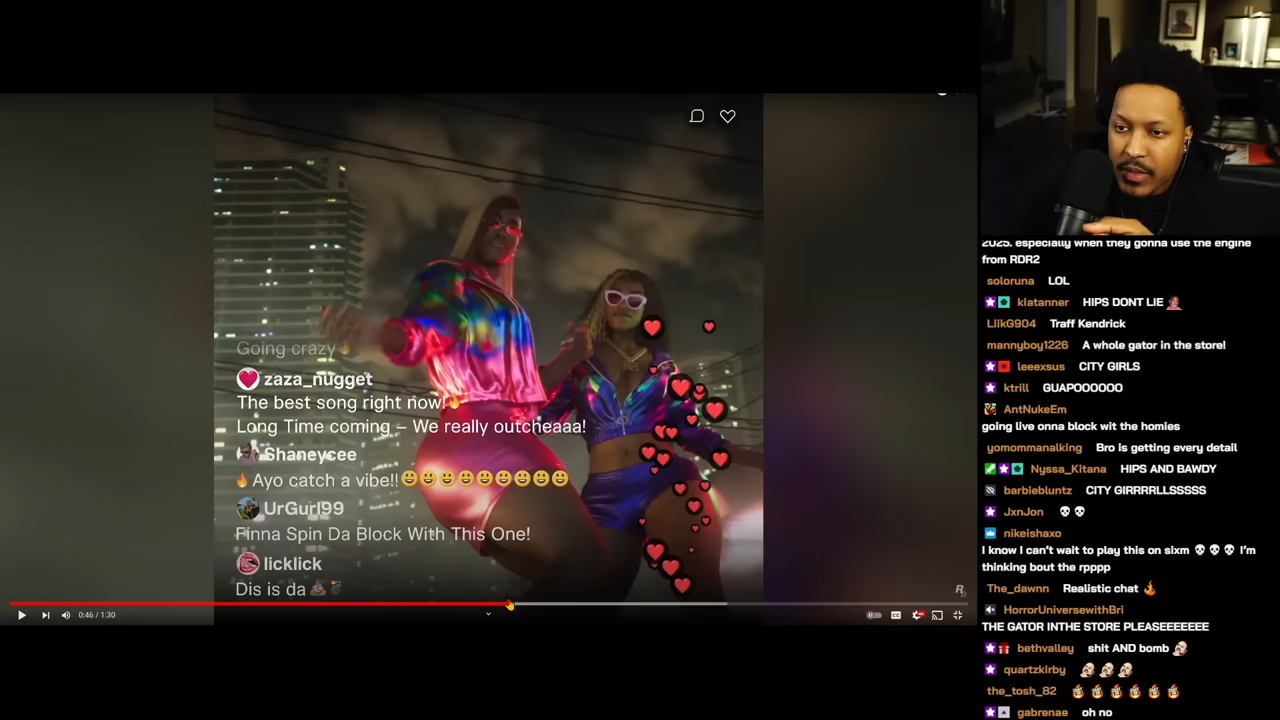 Going crazy
zaza_nugget
The best song right now!🔥
Long Time coming – We really outcheaaa!
Shaneycee
🔥Ayo catch a vibe!!😀😀😀😀😀😀😀😀😀
UrGurl99
Finna Spin Da Block With This One!
licklick
Dis is da💩💣
R
0:46 / 1:30
2025. especially when they gonna use the engine
from RDR2
soloruna LOL
kiatanner HIPS DONT LIE
LiikG904 Traff Kendrick
mannyboy1226 A whole gator in the store!
leeexsus CITY GIRLS
ktrill GUAPOOOOOO
AntNukeEm
going live onna block wit the homies
yomommanalking Bro is getting every detail
Nyssa_Kitana HIPS AND BAWDY
barbiebluntz CITY GIRRRRLLSSSSS
JxnJon 💀💀
nikeishaxo
I know I can’t wait to play this on sixm 💀💀💀 I’m
thinking bout the rpppp
The_dawnn Realistic chat 🔥
HorrorUniversewithBri
THE GATOR INTHE STORE PLEASEEEEEEE
bethvalley shit AND bomb
quartzkirby
the_tosh_82
gabrenae oh no